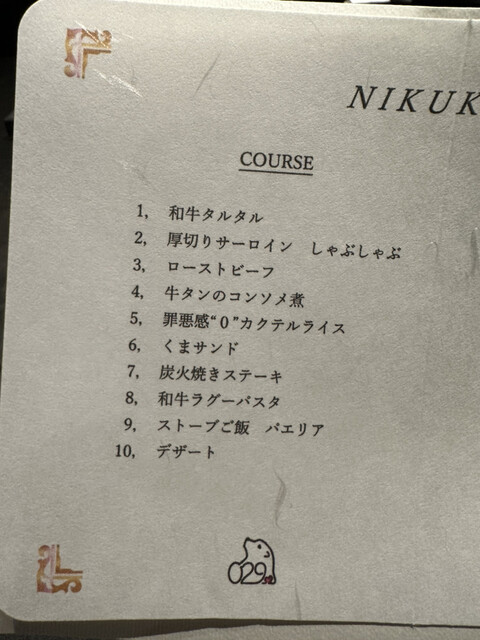 NIKUK
COURSE
1, 和牛タルタル
2, 厚切りサーロイン しゃぶしゃぶ
3, ローストビーフ
4, 牛タンのコンソメ煮
5, 罪悪感“0”カクテルライス
6, くまサンド
7, 炭火焼きステーキ
8, 和牛ラグーパスタ
9, ストーブご飯 パエリア
10, デザート
029